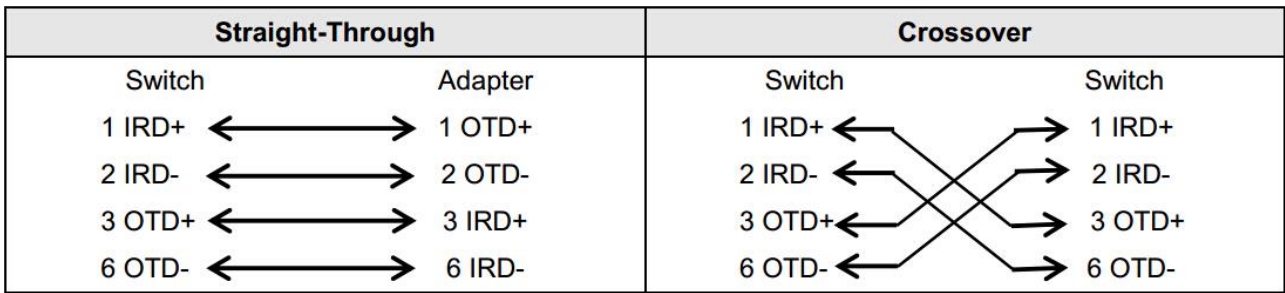 Straight-Through Crossover
Switch Adapter Switch Switch
1 IRD+ 1 OTD+ 1 IRD+ 1 IRD+
2 IRD- 2 OTD- 2 IRD- 2 IRD-
3 OTD+ 3 IRD+ 3 OTD+ 3 OTD+
6 OTD- 6 IRD- 6 OTD- 6 OTD-